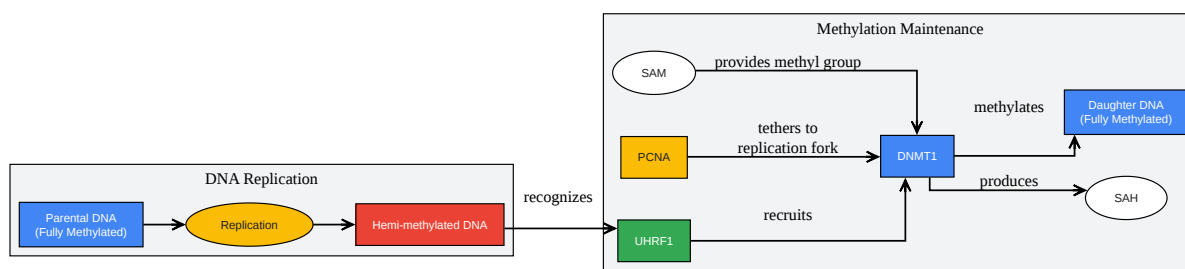 Methylation Maintenance
SAM
provides methyl group
methylates
Daughter DNA
(Fully Methylated)
tethers to
replication fork
PCNA
DNMT1
DNA Replication
recognizes
produces
SAH
Parental DNA
(Fully Methylated)
Replication
Hemi-methylated DNA
UHRF1
recruits